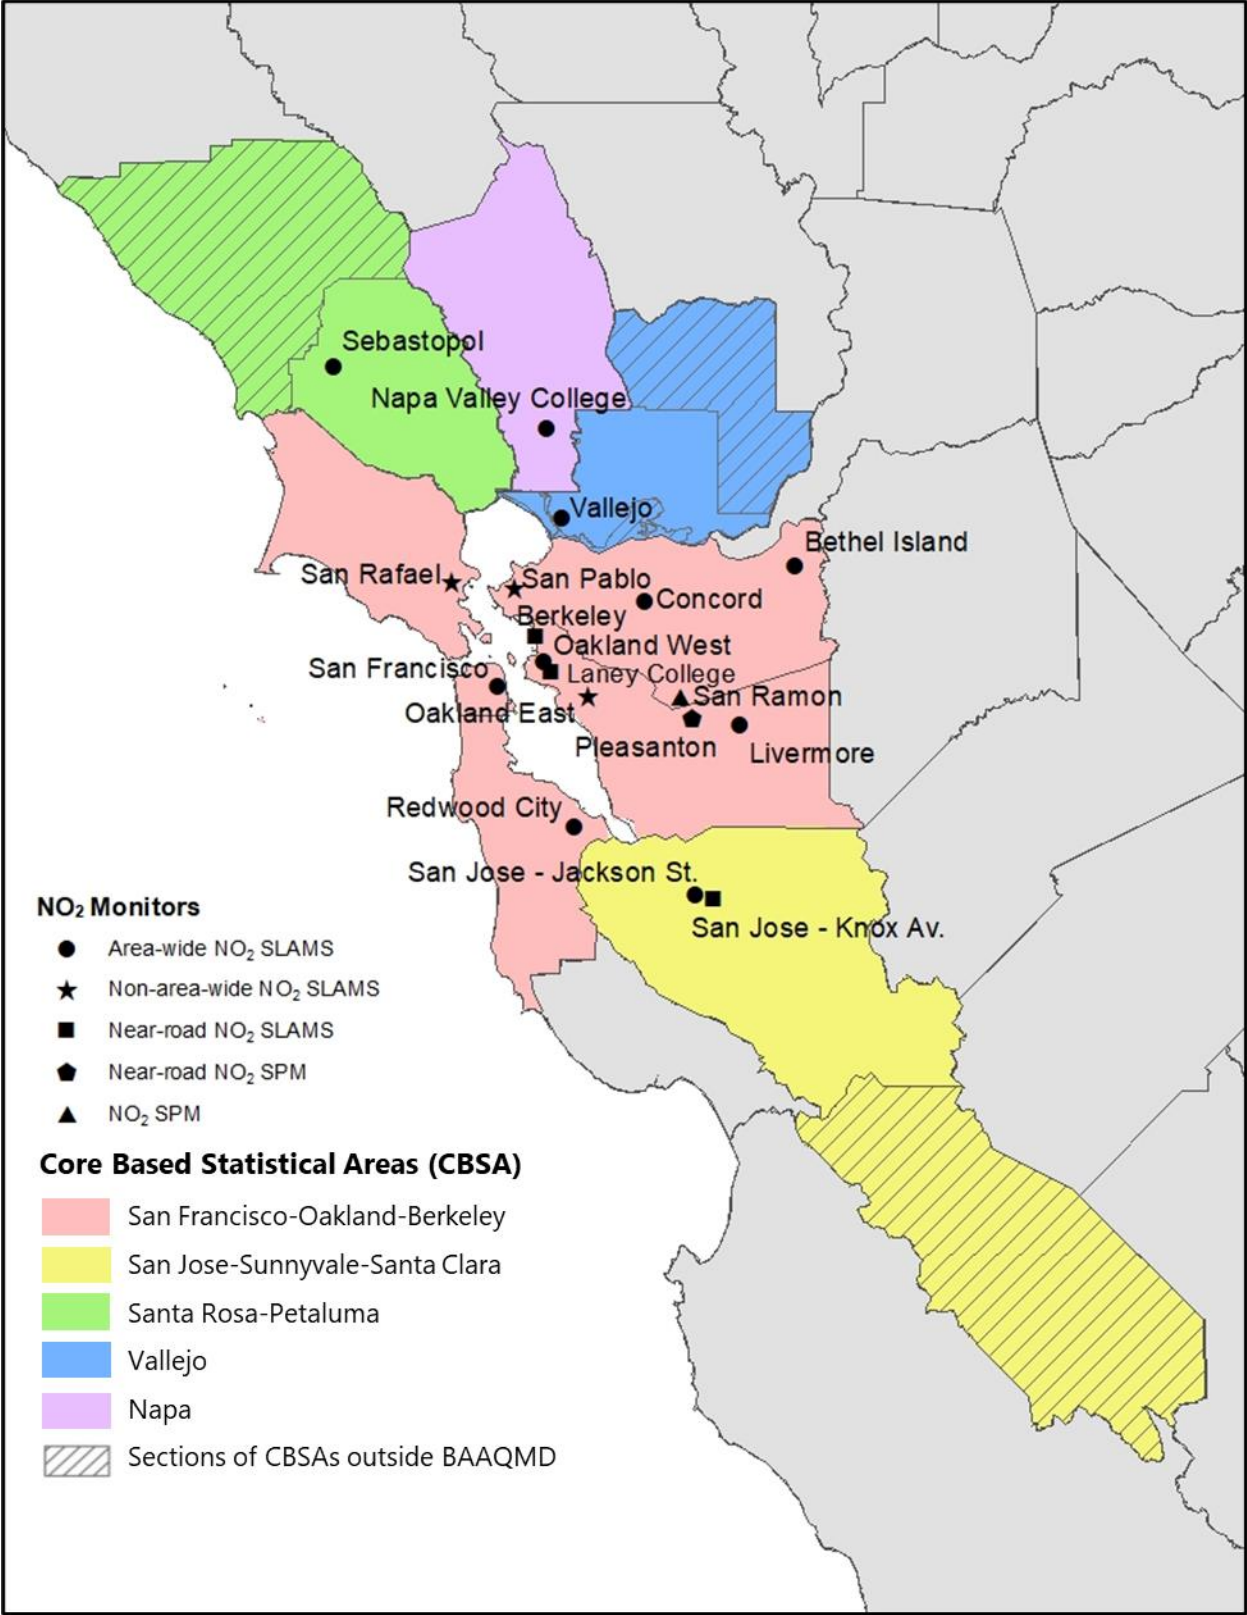 Sebastopol
Napa Valley College
Vallejo
Bethel Island
San Rafael
San Pablo
Concord
Berkeley
Oakland West
San Francisco
Laney College
San Ramon
Oakland East
Pleasanton
Livermore
Redwood City
San Jose - Jackson St.
San Jose - Knox Av.
NO₂ Monitors
Area-wide NO₂ SLAMS
Non-area-wide NO₂ SLAMS
Near-road NO₂ SLAMS
Near-road NO₂ SPM
NO₂ SPM
Core Based Statistical Areas (CBSA)
San Francisco-Oakland-Berkeley
San Jose-Sunnyvale-Santa Clara
Santa Rosa-Petaluma
Vallejo
Napa
Sections of CBSAs outside BAAQMD